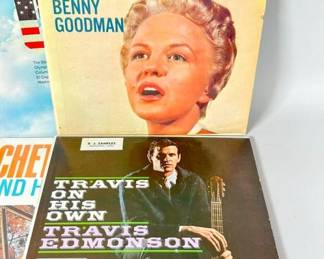 BENNY
GOODMAN
CHET
ND H
TRAVIS
ON
HIS
OWN
TRAVIS
EDMONSON